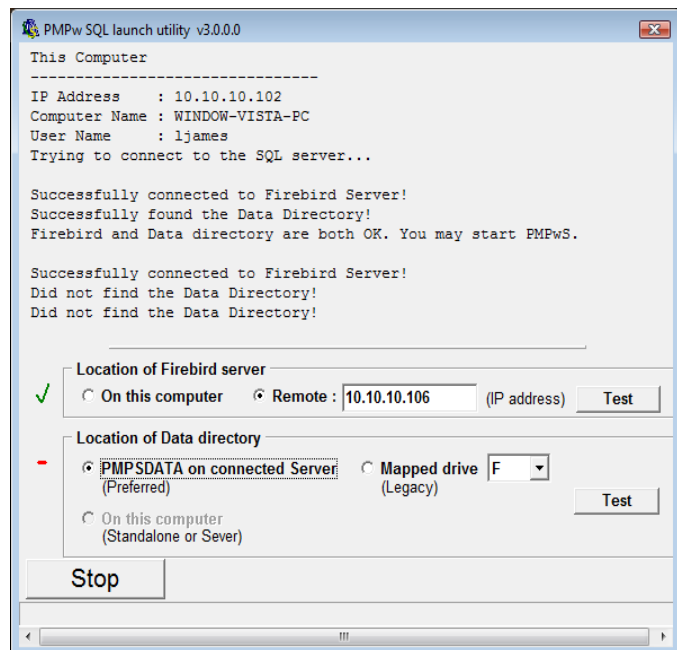 PMPw SQL launch utility v3.0.0.0
This Computer
--------------------------------
IP Address : 10.10.10.102
Computer Name : WINDOW-VISTA-PC
User Name : ljames
Trying to connect to the SQL server...
Successfully connected to Firebird Server!
Successfully found the Data Directory!
Firebird and Data directory are both OK. You may start PMPwS.
Successfully connected to Firebird Server!
Did not find the Data Directory!
Did not find the Data Directory!
Location of Firebird server
On this computer Remote : 10.10.10.106 (IP address) Test
Location of Data directory
PMPSDATA on connected Server Mapped drive F
(Preferred) (Legacy)
Test
On this computer
(Standalone or Sever)
Stop